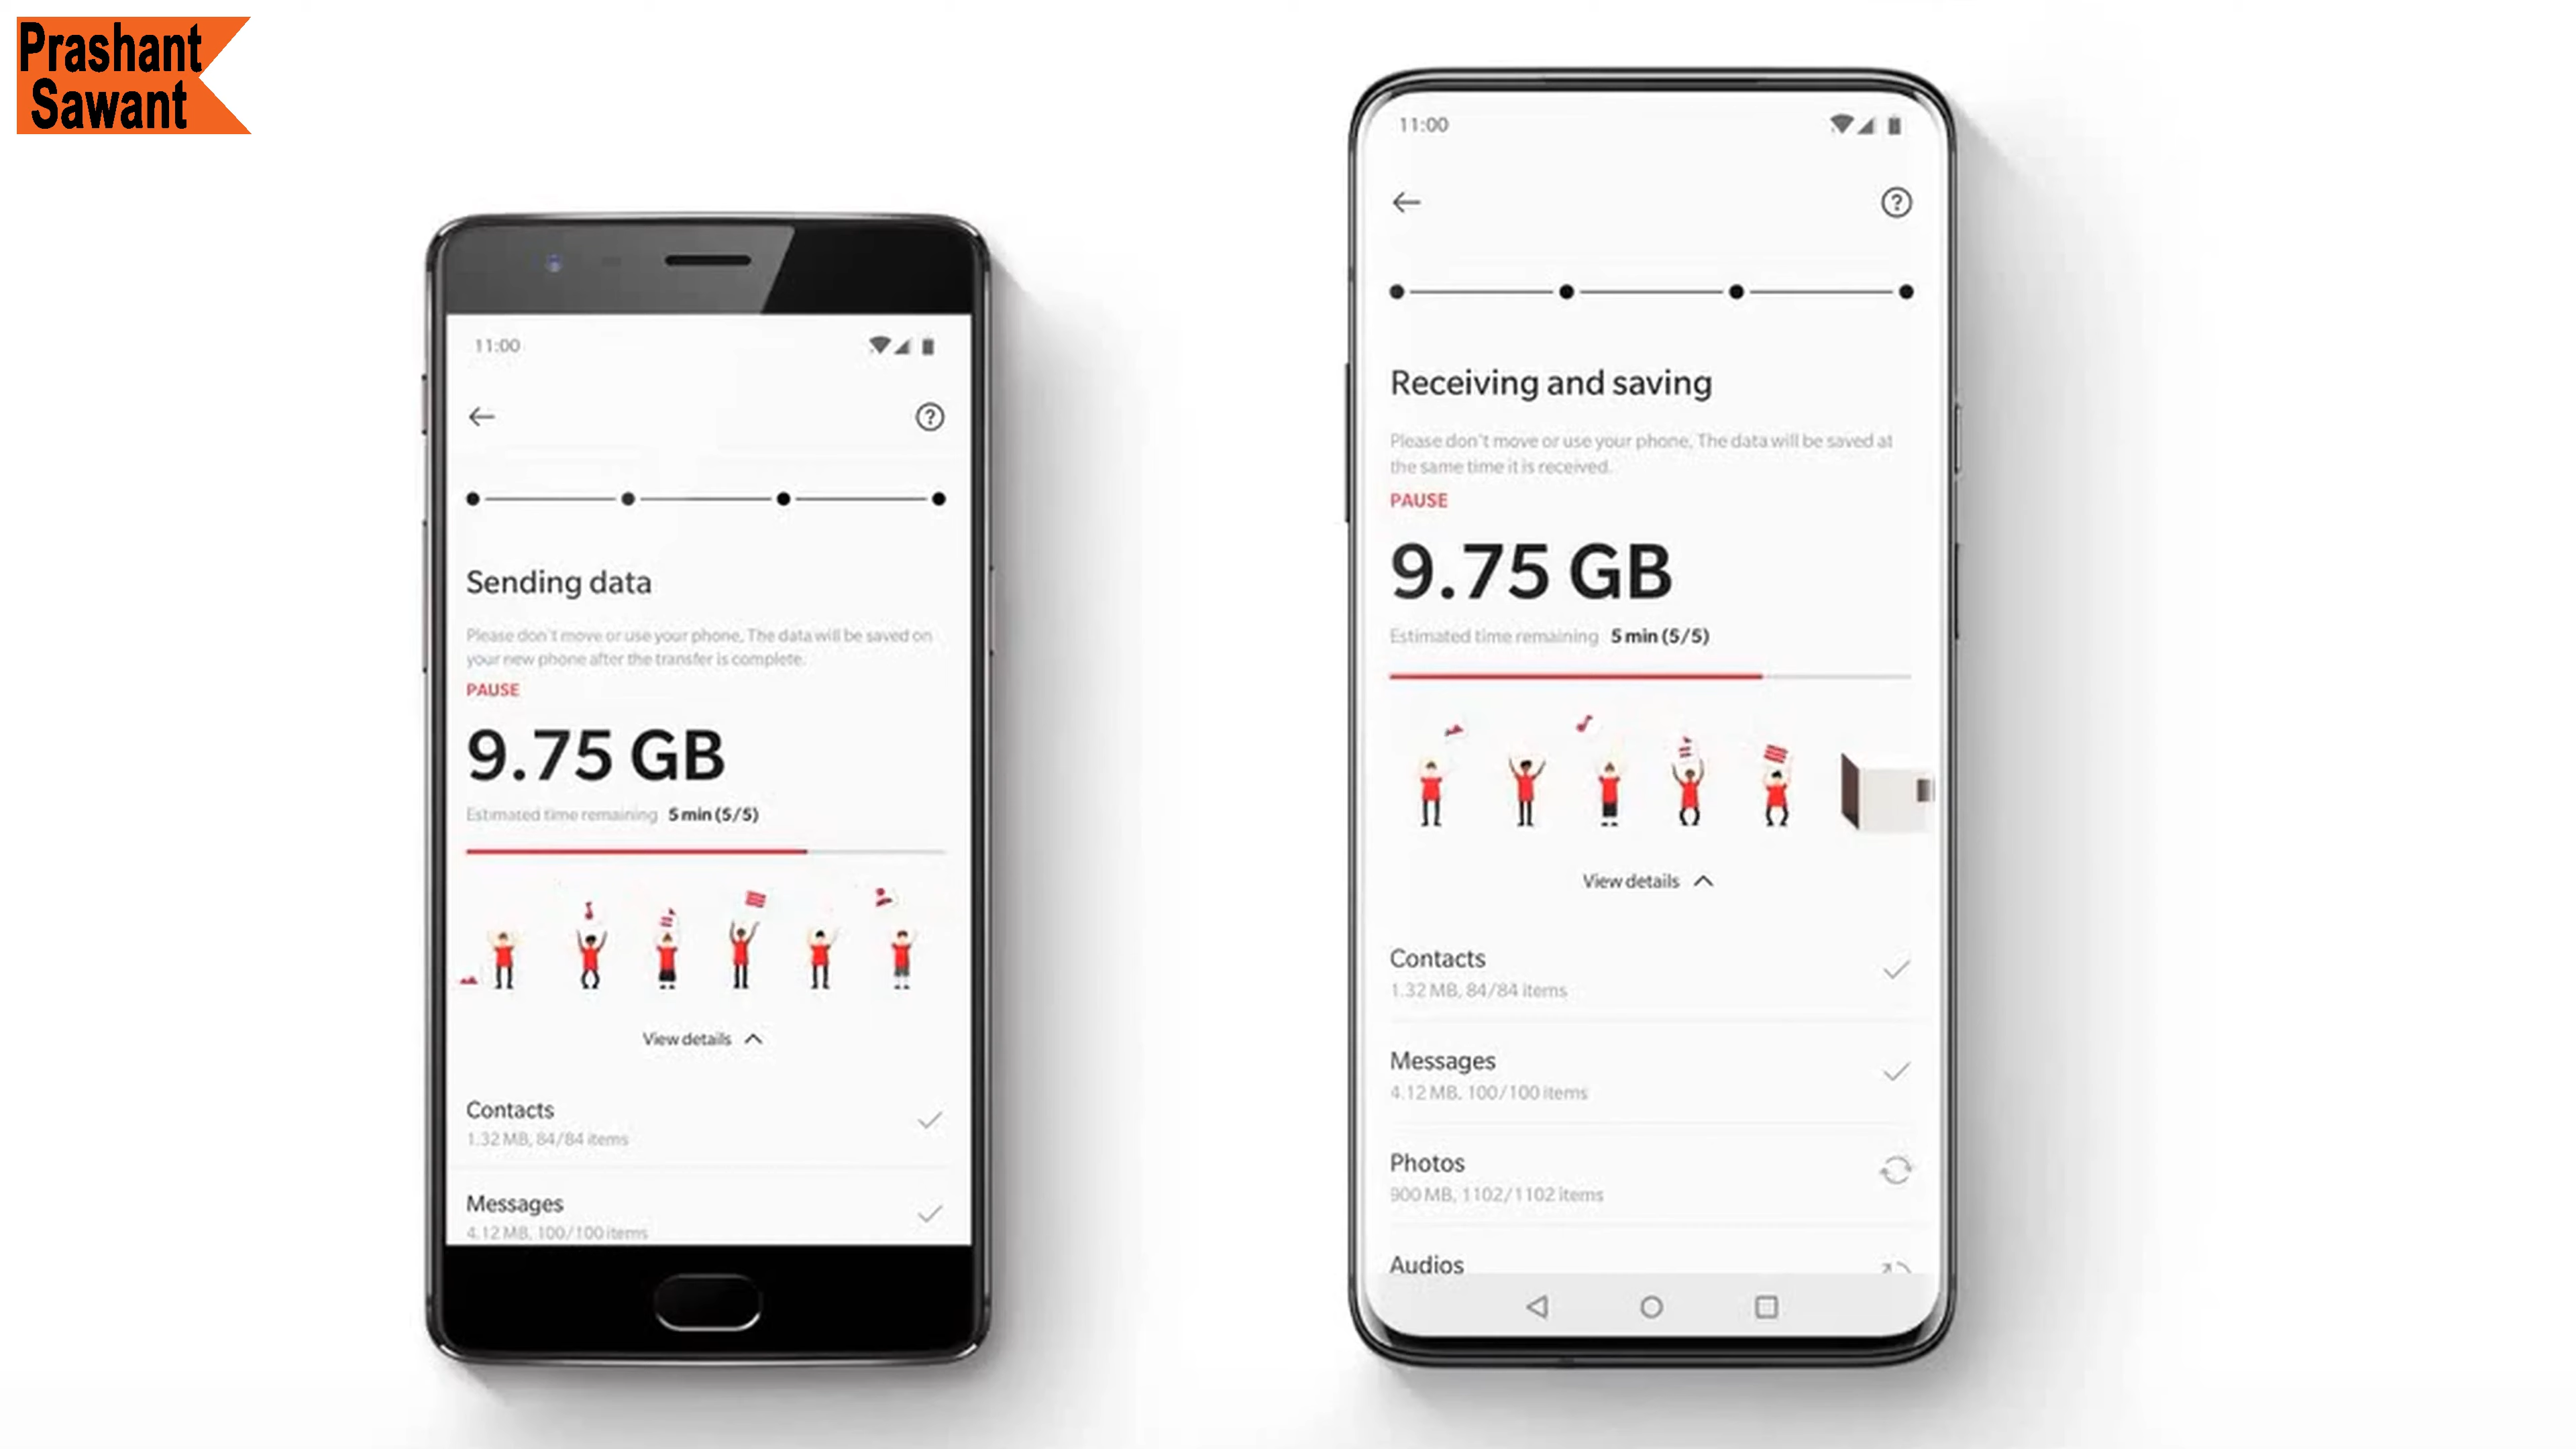 Prashant
Sawant
11:00
Sending data
Please don't move or use your phone. The data will be saved on
your new phone after the transfer is complete.
PAUSE
9.75 GB
Estimated time remaining 5 min (5/5)
View details
Contacts
1.32 MB, 84/84 items
Messages
4.12 MB, 100/100 items
11:00
Receiving and saving
Please don't move or use your phone. The data will be saved at
the same time it is received.
PAUSE
9.75 GB
Estimated time remaining 5 min (5/5)
View details
Contacts
1.32 MB, 84/84 items
Messages
4.12 MB, 100/100 items
Photos
900 MB, 1102/1102 items
Audios